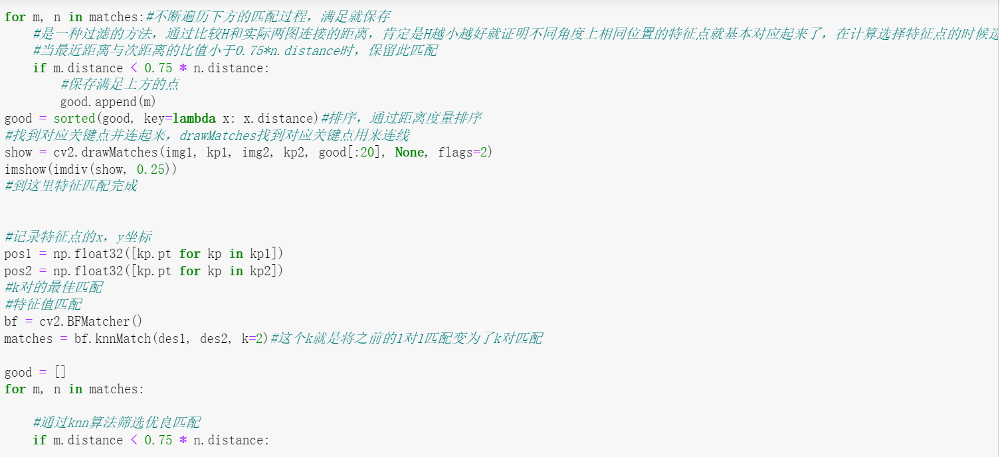 for m, n in matches:#不断遍历下方的匹配过程，满足就保存
    #是一种过滤的方法，通过比较H和实际两图连接的距离，肯定是H越小越好就证明不同角度上相同位置的特征点就基本对应起来了，在计算选择特征点的时候
    #当最近距离与次距离的比值小于0.75*n.distance时，保留此匹配
    if m.distance < 0.75 * n.distance:
        #保存满足上方的点
        good.append(m)
good = sorted(good, key=lambda x: x.distance)#排序，通过距离度量排序
#找到对应关键点并连起来，drawMatches找到对应关键点用来连线
show = cv2.drawMatches(img1, kp1, img2, kp2, good[:20], None, flags=2)
imshow(imdiv(show, 0.25))
#到这里特征匹配完成
#记录特征点的x，y坐标
pos1 = np.float32([kp.pt for kp in kp1])
pos2 = np.float32([kp.pt for kp in kp2])
#k对的最佳匹配
#特征值匹配
bf = cv2.BFMatcher()
matches = bf.knnMatch(des1, des2, k=2)#这个k就是将之前的1对1匹配变为了k对匹配
good = []
for m, n in matches:
    #通过knn算法筛选优良匹配
    if m.distance < 0.75 * n.distance: